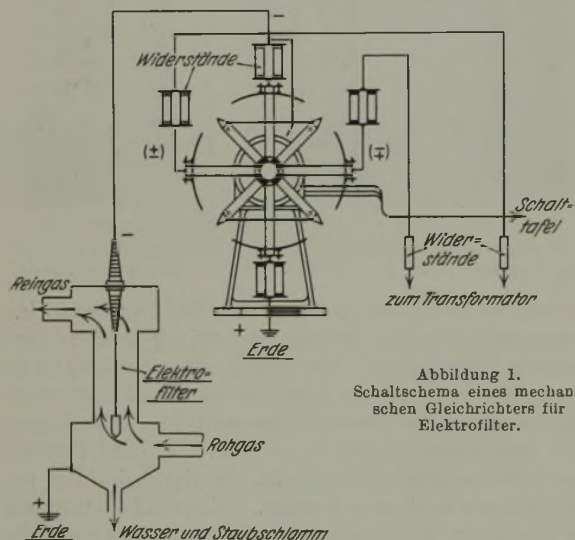 −
Widerstände
(±)
(∓)
Schalt-
tafel
−
Wider=
stände
Reingas
zum Transformator
+
Erde
Elektro=
filter
Abbildung 1.
Schaltschema eines mechan
schen Gleichrichters für
Elektrofilter.
Rohgas
+
Erde
Wasser und Staubschlamm